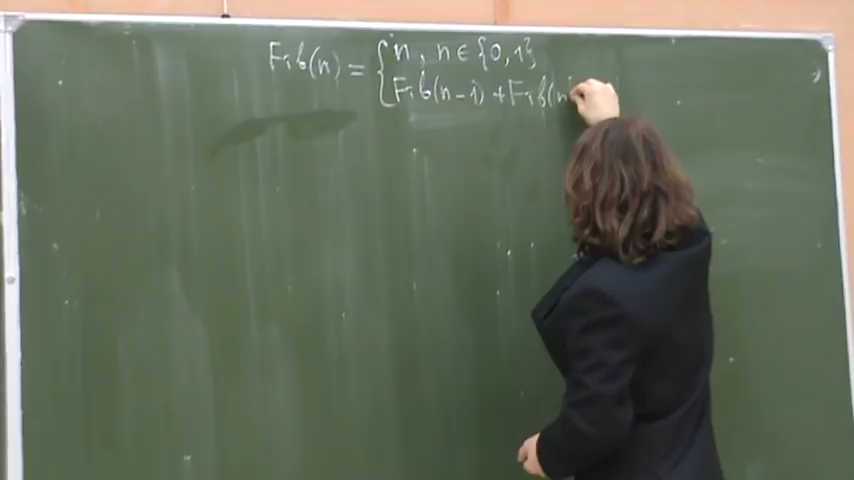 Fib(n) = { n, n ∈ {0, 1}
Fib(n-1) + Fib(n